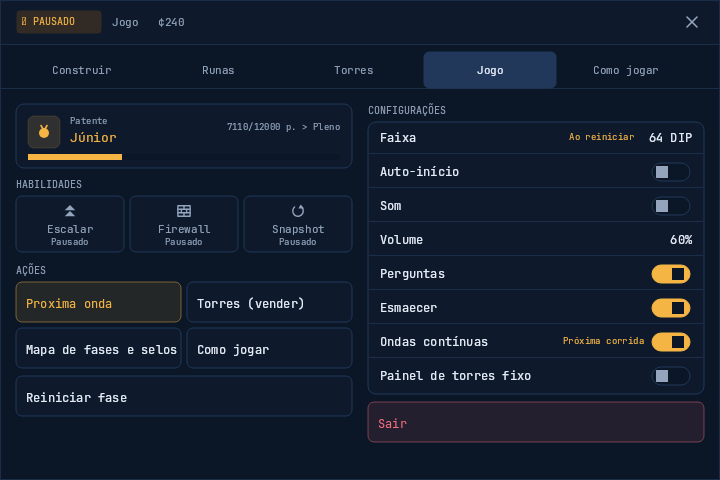 PAUSADO Jogo ¢240
Construir Runas Torres Jogo Como jogar
Patente
Júnior
7110/12000 p. > Pleno
HABILIDADES
Escalar Firewall Snapshot
Pausado Pausado Pausado
AÇÕES
Proxima onda Torres (vender)
Mapa de fases e selos Como jogar
Reiniciar fase
CONFIGURAÇÕES
Faixa Ao reiniciar 64 DIP
Auto-início
Som
Volume 60%
Perguntas
Esmaecer
Ondas contínuas Próxima corrida
Painel de torres fixo
Sair